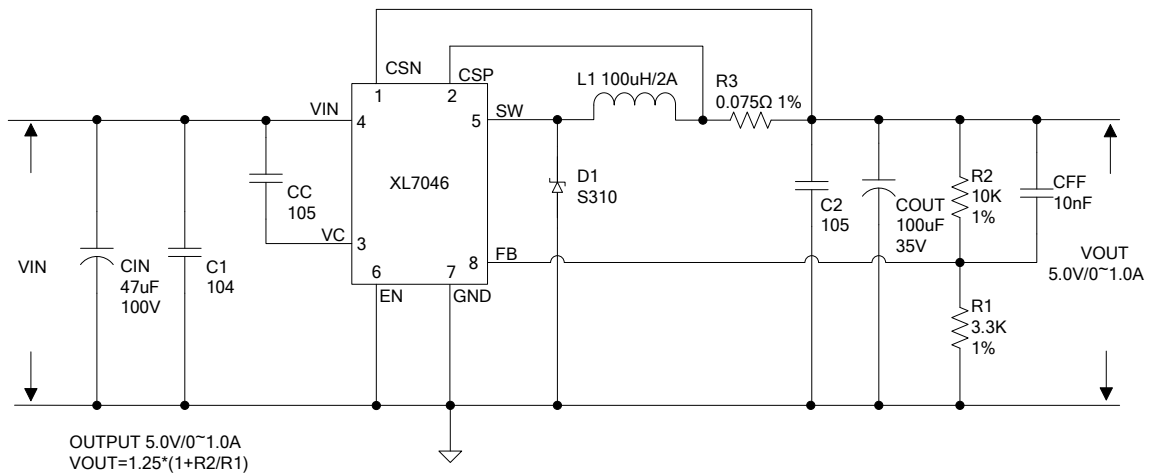 CSN
CSP
1
2
L1 100uH/2A
R3
0.075Ω 1%
VIN
4
5
SW
XL7046
CC
105
D1
S310
C2
105
COUT
100uF
35V
R2
10K
1%
CFF
10nF
VC
3
8
FB
VIN
CIN
47uF
100V
C1
104
6
7
EN
GND
VOUT
5.0V/0~1.0A
R1
3.3K
1%
OUTPUT 5.0V/0~1.0A
VOUT=1.25*(1+R2/R1)